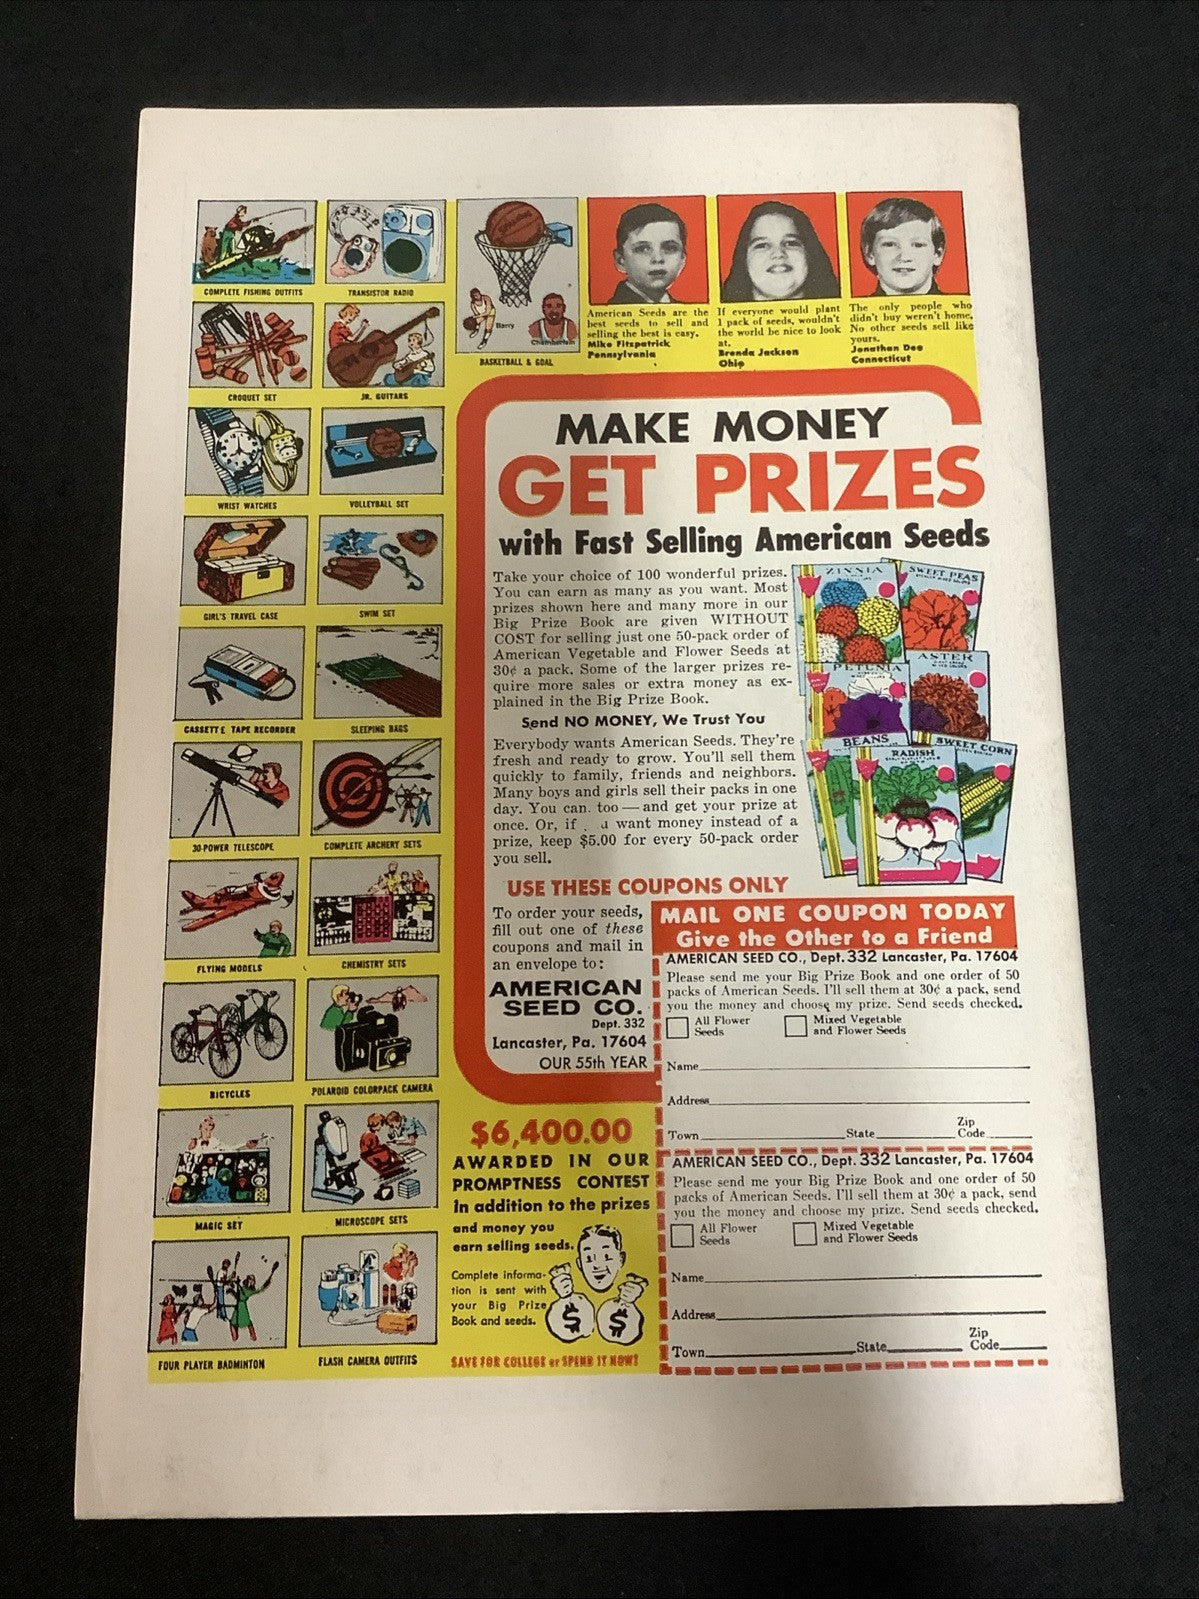 COMPLETE FISHING OUTFITS
TRANSISTOR RADIO
CROQUET SET
JR. GUITARS
Barry
Chamberlain
BASKETBALL & GOAL
WRIST WATCHES
VOLLEYBALL SET
GIRL'S TRAVEL CASE
SWIM SET
CASSETTE TAPE RECORDER
SLEEPING BAGS
30-POWER TELESCOPE
COMPLETE ARCHERY SETS
FLYING MODELS
CHEMISTRY SETS
BICYCLES
POLAROID COLORPACK CAMERA
MAGIC SET
MICROSCOPE SETS
FOUR PLAYER BADMINTON
FLASH CAMERA OUTFITS
American Seeds are the
best seeds to sell and
selling the best is easy.
Mike Fitzpatrick
Pennsylvania
If everyone would plant
1 pack of seeds, wouldn't
the world be nice to look
at.
Brenda Jackson
Ohio
The only people who
didn't buy weren't home.
No other seeds sell like
yours.
Jonathan Dee
Connecticut
MAKE MONEY
GET PRIZES
with Fast Selling American Seeds
Take your choice of 100 wonderful prizes.
You can earn as many as you want. Most
prizes shown here and many more in our
Big Prize Book are given WITHOUT
COST for selling just one 50-pack order of
American Vegetable and Flower Seeds at
30¢ a pack. Some of the larger prizes re-
quire more sales or extra money as ex-
plained in the Big Prize Book.
Send NO MONEY, We Trust You
Everybody wants American Seeds. They're
fresh and ready to grow. You'll sell them
quickly to family, friends and neighbors.
Many boys and girls sell their packs in one
day. You can too — and get your prize at
once. Or, if want money instead of a
prize, keep $5.00 for every 50-pack order
you sell.
ZINNIA
SWEET PEAS
PETUNIA
ASTER
BEANS
RADISH
SWEET CORN
USE THESE COUPONS ONLY
To order your seeds,
fill out one of these
coupons and mail in
an envelope to:
AMERICAN
SEED CO.
Dept. 332
Lancaster, Pa. 17604
OUR 55th YEAR
MAIL ONE COUPON TODAY
Give the Other to a Friend
AMERICAN SEED CO., Dept. 332 Lancaster, Pa. 17604
Please send me your Big Prize Book and one order of 50
packs of American Seeds. I'll sell them at 30¢ a pack, send
you the money and choose my prize. Send seeds checked.
All Flower
Seeds
Mixed Vegetable
and Flower Seeds
Name
Address
Town State Zip Code
AMERICAN SEED CO., Dept. 332 Lancaster, Pa. 17604
Please send me your Big Prize Book and one order of 50
packs of American Seeds. I'll sell them at 30¢ a pack, send
you the money and choose my prize. Send seeds checked.
All Flower
Seeds
Mixed Vegetable
and Flower Seeds
Name
Address
Town State Zip Code
$6,400.00
AWARDED IN OUR
PROMPTNESS CONTEST
in addition to the prizes
and money you
earn selling seeds.
Complete informa-
tion is sent with
your Big Prize
Book and seeds.
$ $
SAVE FOR COLLEGE or SPEND IT NOW!